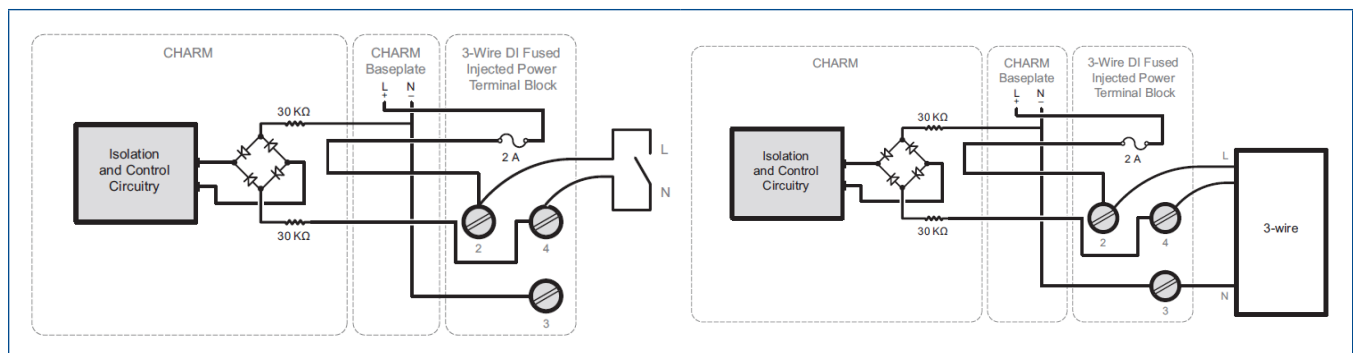 CHARM
CHARM
Baseplate
L N
+ –
3-Wire DI Fused
Injected Power
Terminal Block
30 KΩ
Isolation
and Control
Circuitry
2 A
L
N
30 KΩ
2
4
3
CHARM
CHARM
Baseplate
L N
+ –
3-Wire DI Fused
Injected Power
Terminal Block
30 KΩ
Isolation
and Control
Circuitry
2 A
L
3-wire
30 KΩ
2
4
N
3